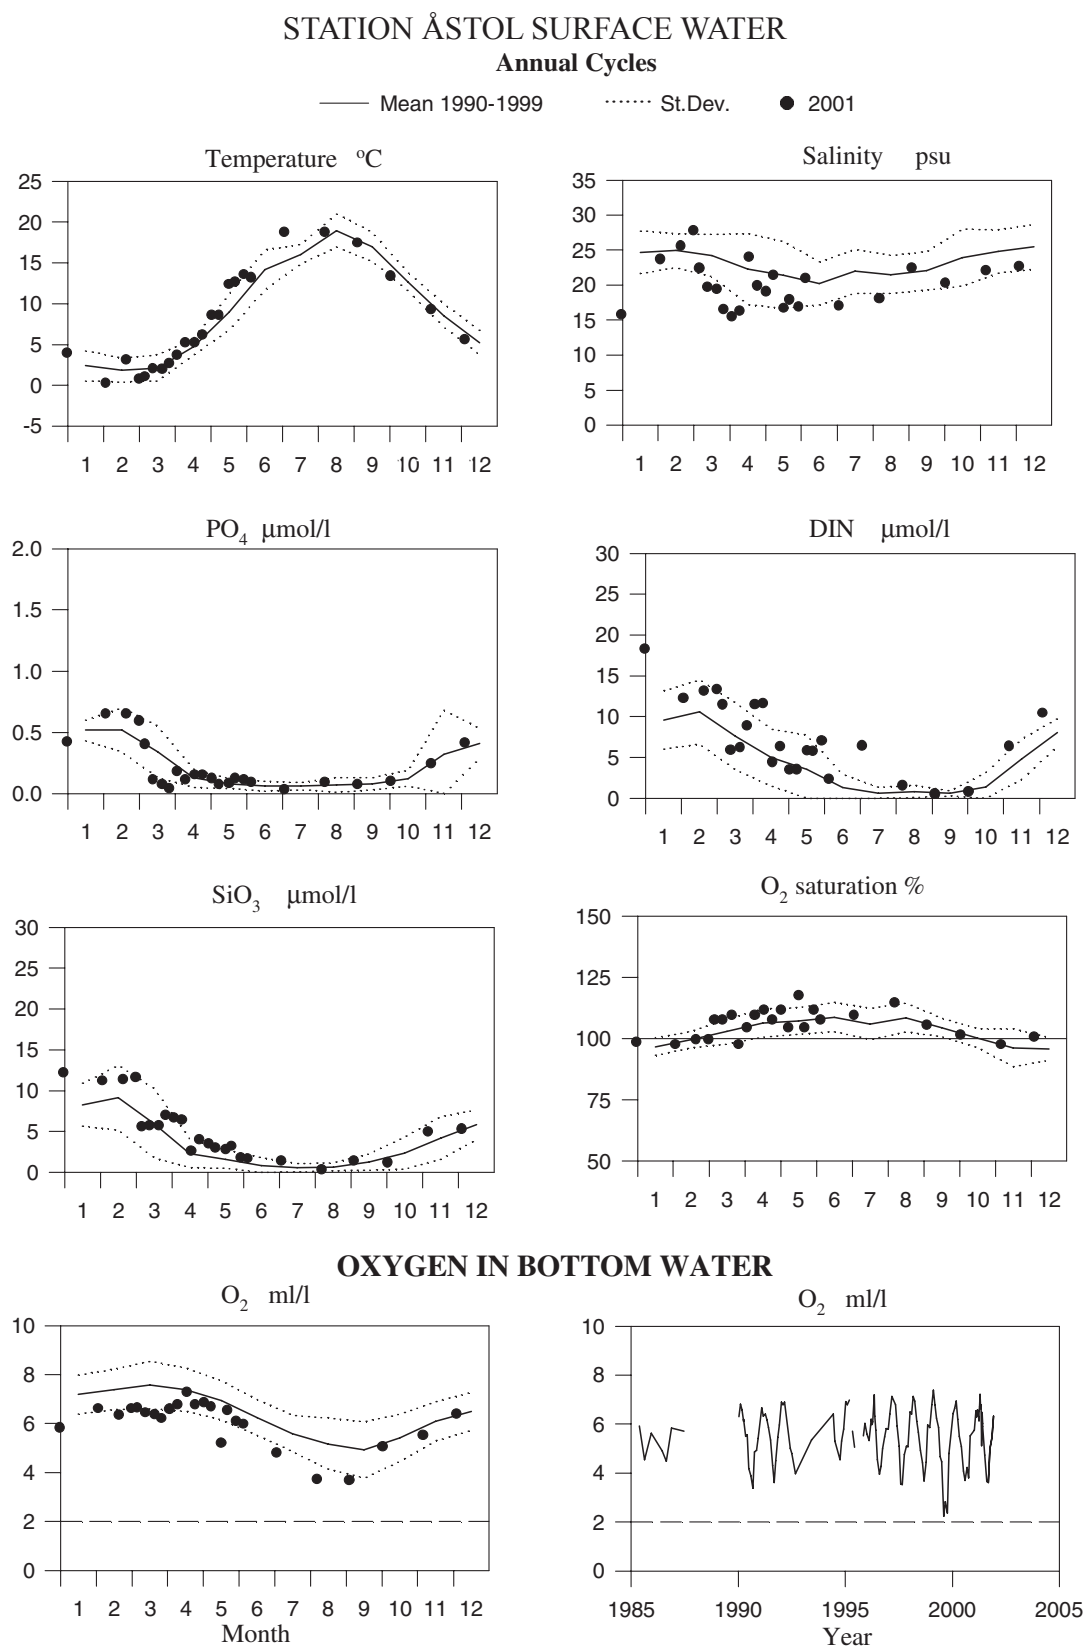 STATION ÅSTOL SURFACE WATER
Annual Cycles
Mean 1990-1999 St.Dev. 2001
Temperature °C
25
20
15
10
5
0
-5
1 2 3 4 5 6 7 8 9 10 11 12
Salinity psu
35
30
25
20
15
10
5
0
1 2 3 4 5 6 7 8 9 10 11 12
PO4 µmol/l
2.0
1.5
1.0
0.5
0.0
1 2 3 4 5 6 7 8 9 10 11 12
DIN µmol/l
30
25
20
15
10
5
0
1 2 3 4 5 6 7 8 9 10 11 12
SiO3 µmol/l
30
25
20
15
10
5
0
1 2 3 4 5 6 7 8 9 10 11 12
O2 saturation %
150
125
100
75
50
1 2 3 4 5 6 7 8 9 10 11 12
OXYGEN IN BOTTOM WATER
O2 ml/l
10
8
6
4
2
0
1 2 3 4 5 6 7 8 9 10 11 12
Month
O2 ml/l
10
8
6
4
2
0
1985 1990 1995 2000 2005
Year